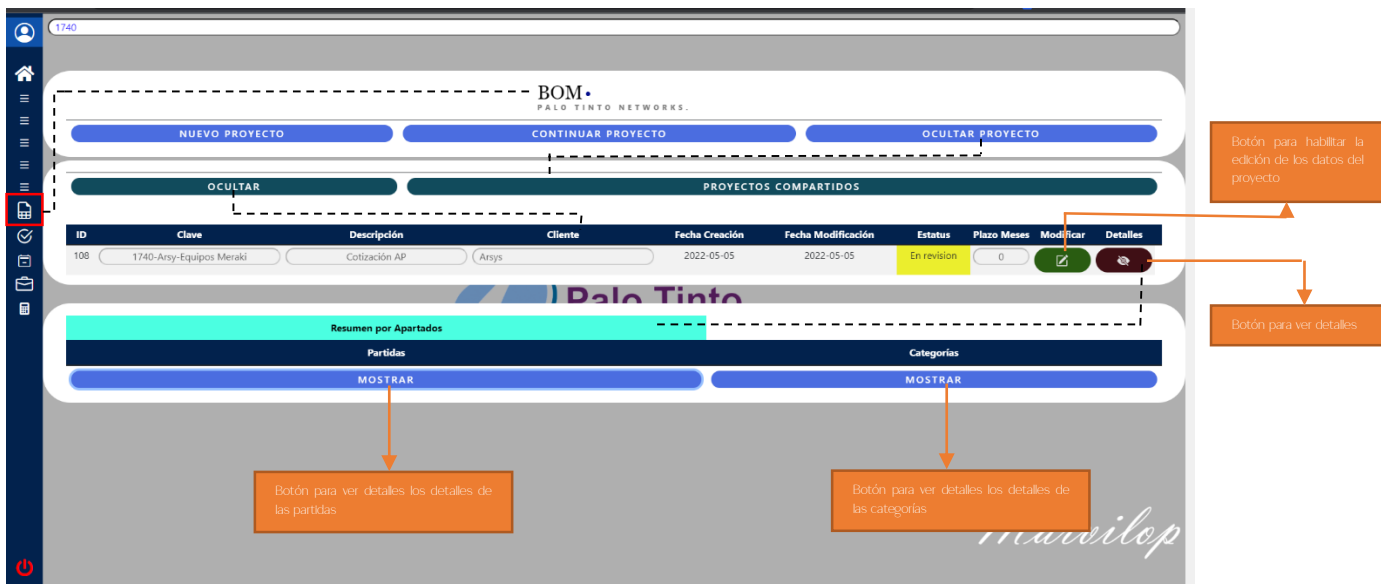 1740
BOM
PALO TINTO NETWORKS.
NUEVO PROYECTO
CONTINUAR PROYECTO
OCULTAR PROYECTO
OCULTAR
PROYECTOS COMPARTIDOS
ID Clave Descripción Cliente Fecha Creación Fecha Modificación Estatus Plazo Meses Modificar Detalles
108 1740-Arsy-Equipos Meraki Cotización AP Arsys 2022-05-05 2022-05-05 En revision 0
Palo Tinto
Resumen por Apartados
Partidas Categorías
MOSTRAR MOSTRAR
Botón para habilitar la
edición de los datos del
proyecto
Botón para ver detalles
Botón para ver detalles los detalles de
las partidas
Botón para ver detalles los detalles de
las categorías